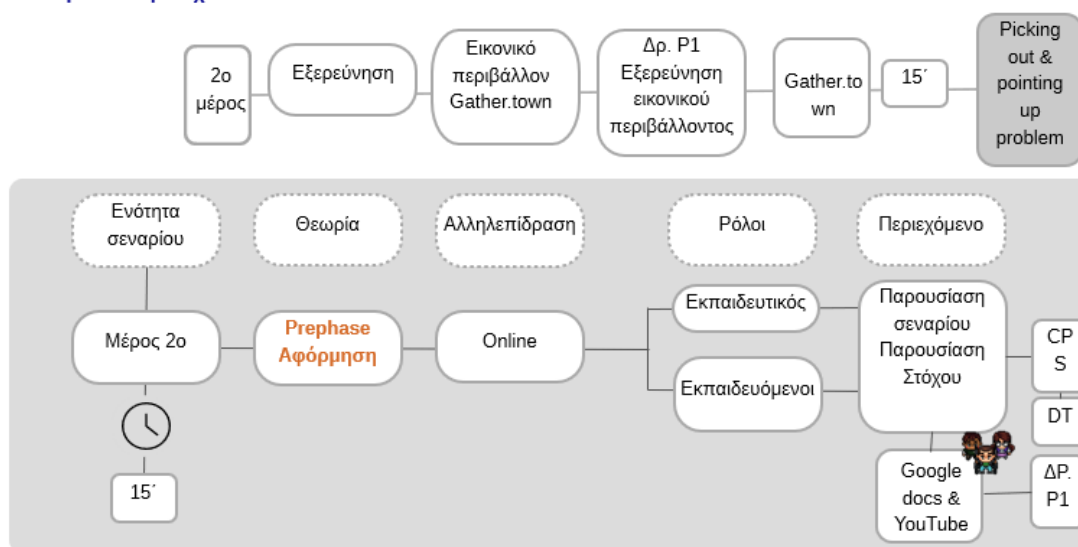 2ο
μέρος
Εξερεύνηση
Εικονικό
περιβάλλον
Gather.town
Δρ. P1
Εξερεύνηση
εικονικού
περιβάλλοντος
Gather.to
wn
15΄
Picking
out &
pointing
up
problem
Ενότητα
σεναρίου
Θεωρία
Αλληλεπίδραση
Ρόλοι
Περιεχόμενο
Μέρος 2ο
Prephase
Αφόρμηση
Online
Εκπαιδευτικός
Εκπαιδευόμενοι
Παρουσίαση
σεναρίου
Παρουσίαση
Στόχου
CP
S
DT
15΄
Google
docs &
YouTube
ΔΡ.
P1